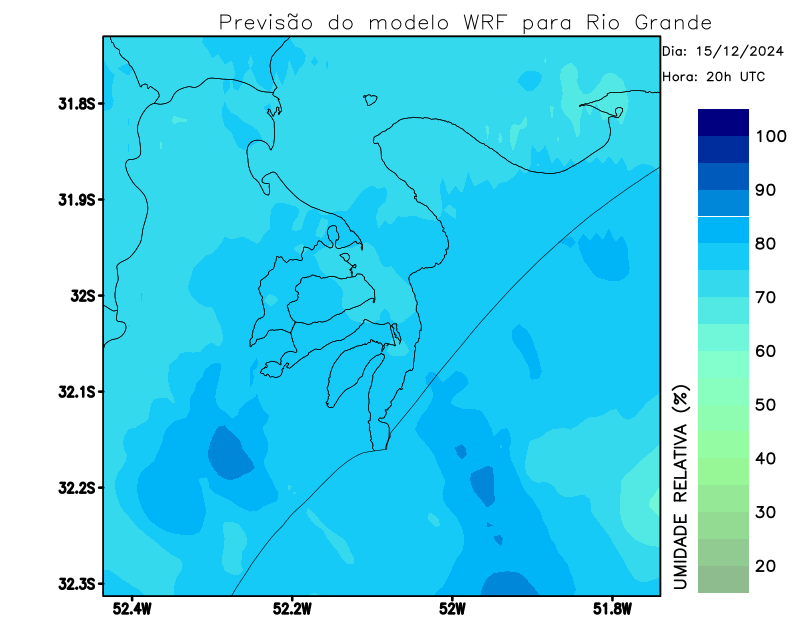 Previsão do modelo WRF para Rio Grande
Dia: 15/12/2024
Hora: 20h UTC
31.8S
31.9S
32S
32.1S
32.2S
32.3S
52.4W
52.2W
52W
51.8W
100
90
80
70
60
50
40
30
20
UMIDADE RELATIVA (%)